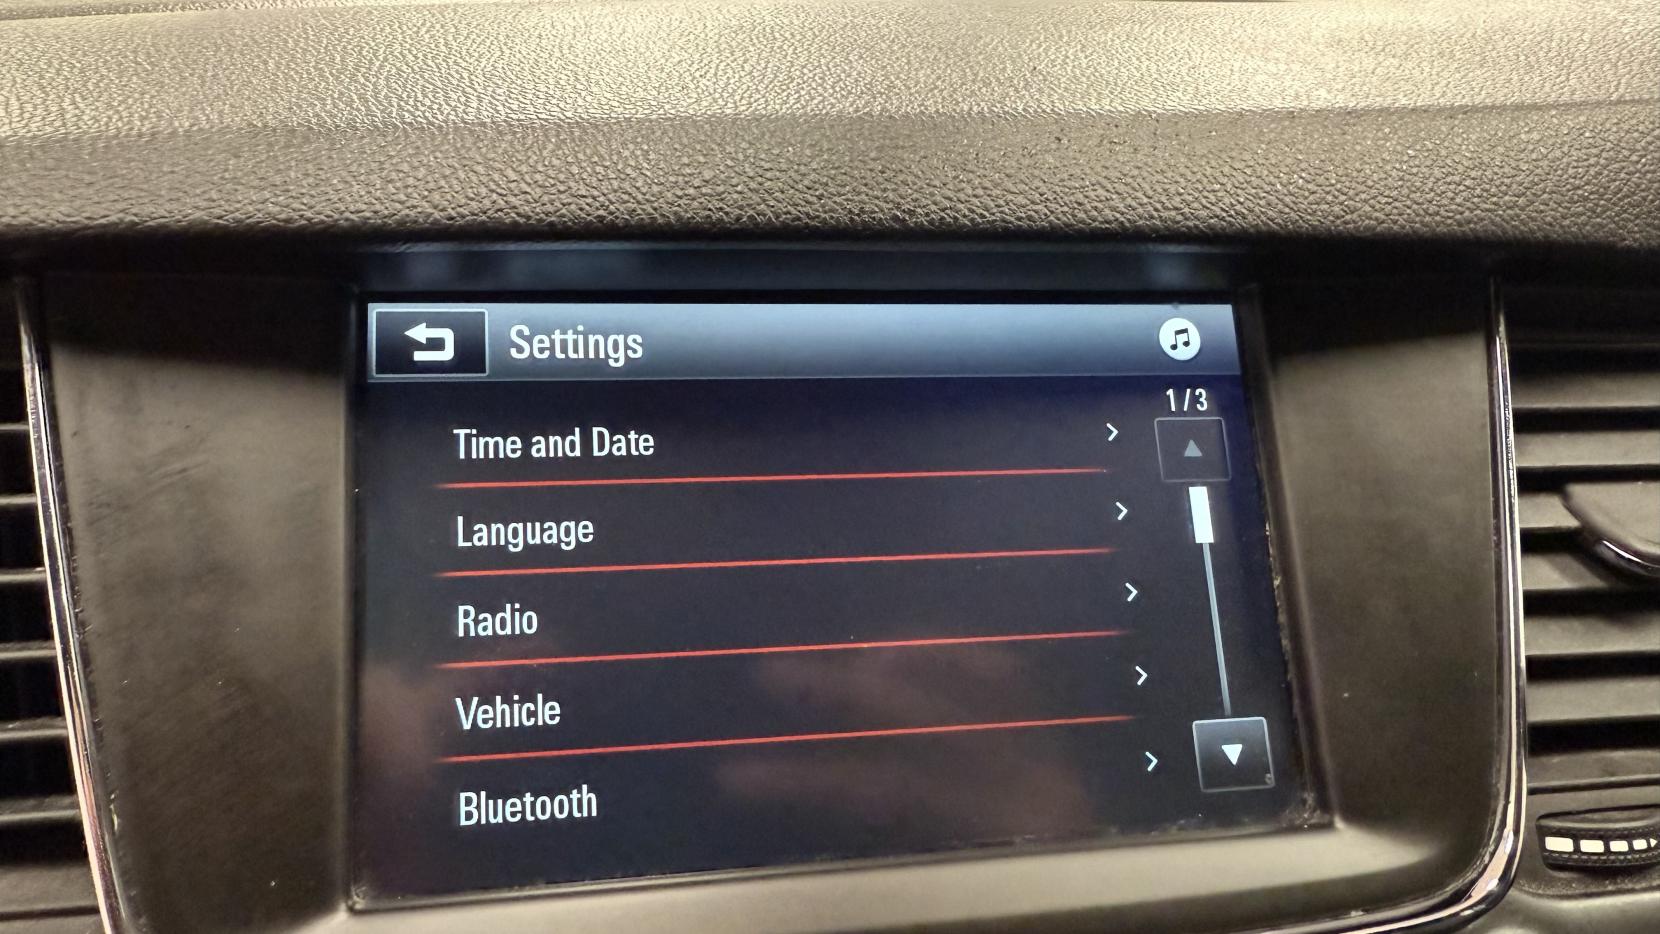 Settings
1/3
Time and Date
Language
Radio
Vehicle
Bluetooth